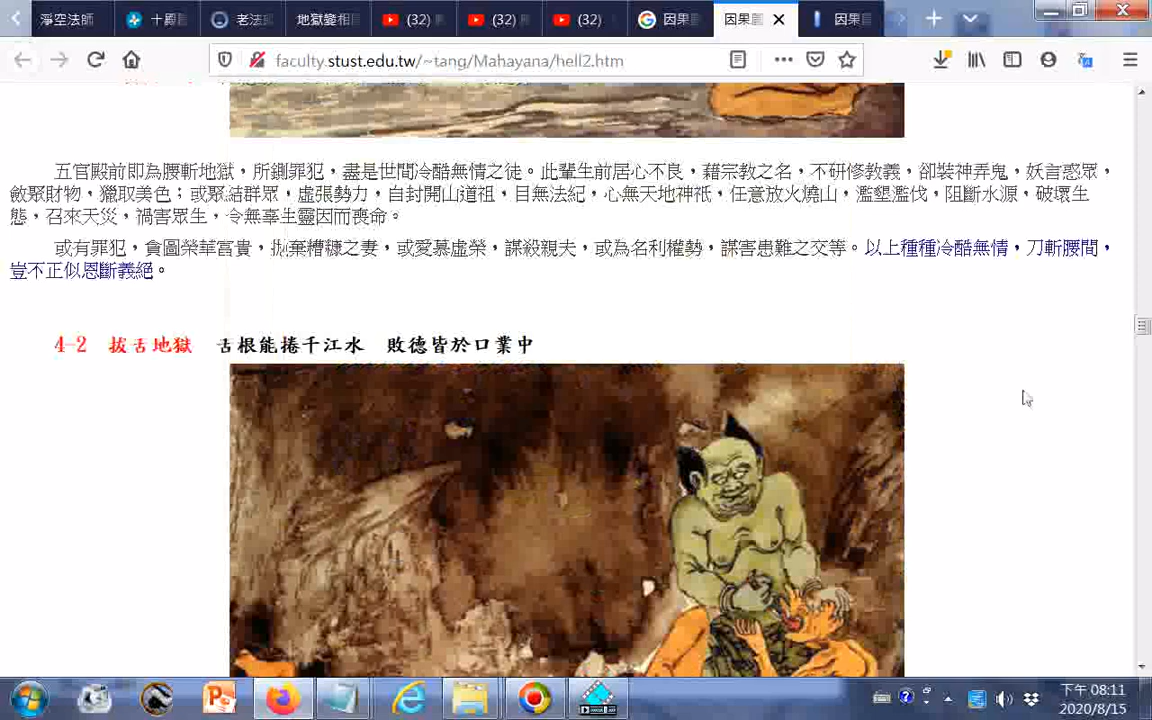 淨空法師
十殿
老法師
地獄變相
(32)
(32)
(32)
因果
因果
因果
faculty.stust.edu.tw/~tang/Mahayana/hell2.htm
五官殿前即為腰斬地獄，所鍘罪犯，盡是世間冷酷無情之徒。此輩生前居心不良，藉宗教之名，不研修教義，卻裝神弄鬼，妖言惑眾，
斂聚財物，獵取美色；或聚結群眾，虛張勢力，自封開山道祖，目無法紀，心無天地神祇，任意放火燒山，濫墾濫伐，阻斷水源，破壞生
態，召來天災，禍害眾生，令無辜生靈因而喪命。
或有罪犯，貪圖榮華富貴，拋棄糟糠之妻，或愛慕虛榮，謀殺親夫，或為名利權勢，謀害患難之交等。以上種種冷酷無情，刀斬腰間，
豈不正似恩斷義絕。
4-2 拔舌地獄 舌根能捲千江水 敗德皆於口業中
下午 08:11
2020/8/15